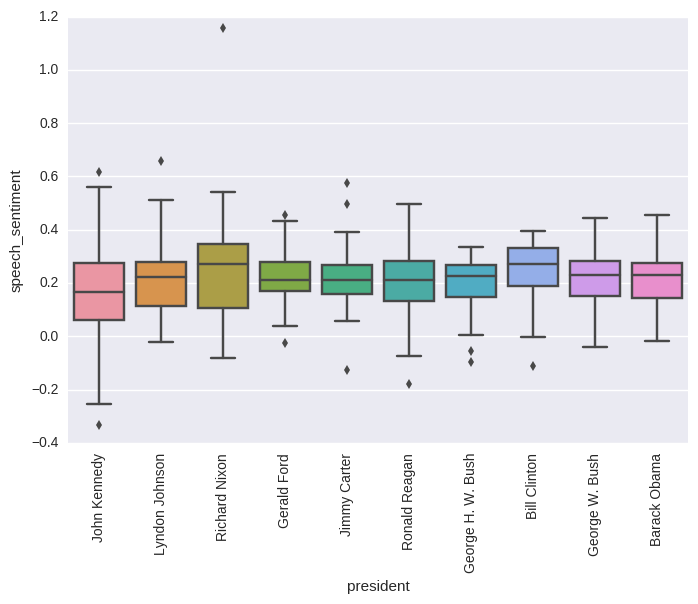 1.2
1.0
0.8
0.6
0.4
0.2
0.0
−0.2
−0.4
speech_sentiment
John Kennedy
Lyndon Johnson
Richard Nixon
Gerald Ford
Jimmy Carter
Ronald Reagan
George H. W. Bush
Bill Clinton
George W. Bush
Barack Obama
president